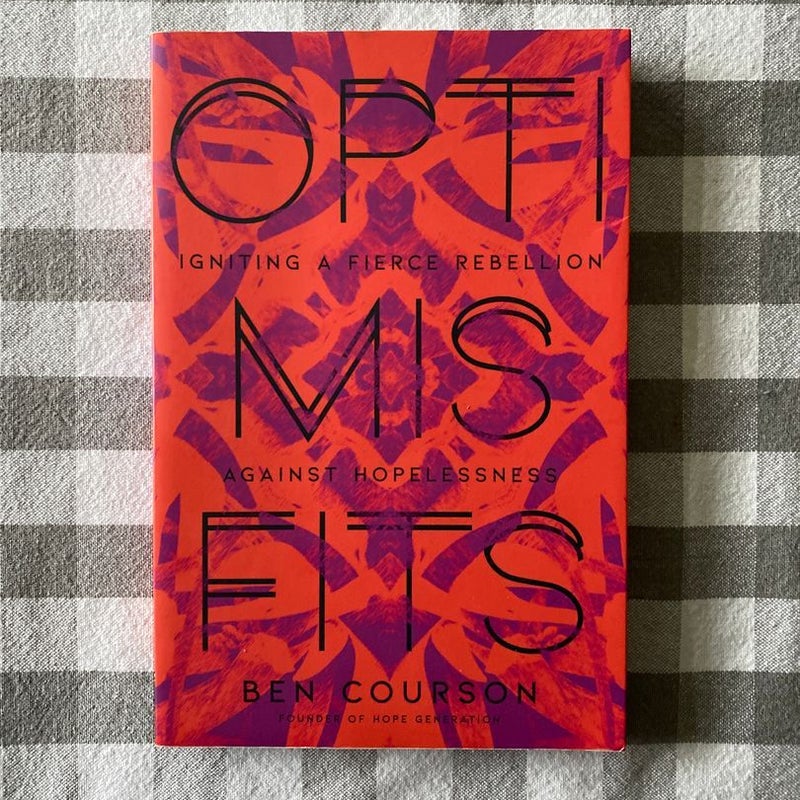 OPTI
IGNITING A FIERCE REBELLION
MIS
AGAINST HOPELESSNESS
FITS
BEN COURSON
FOUNDER OF HOPE GENERATION